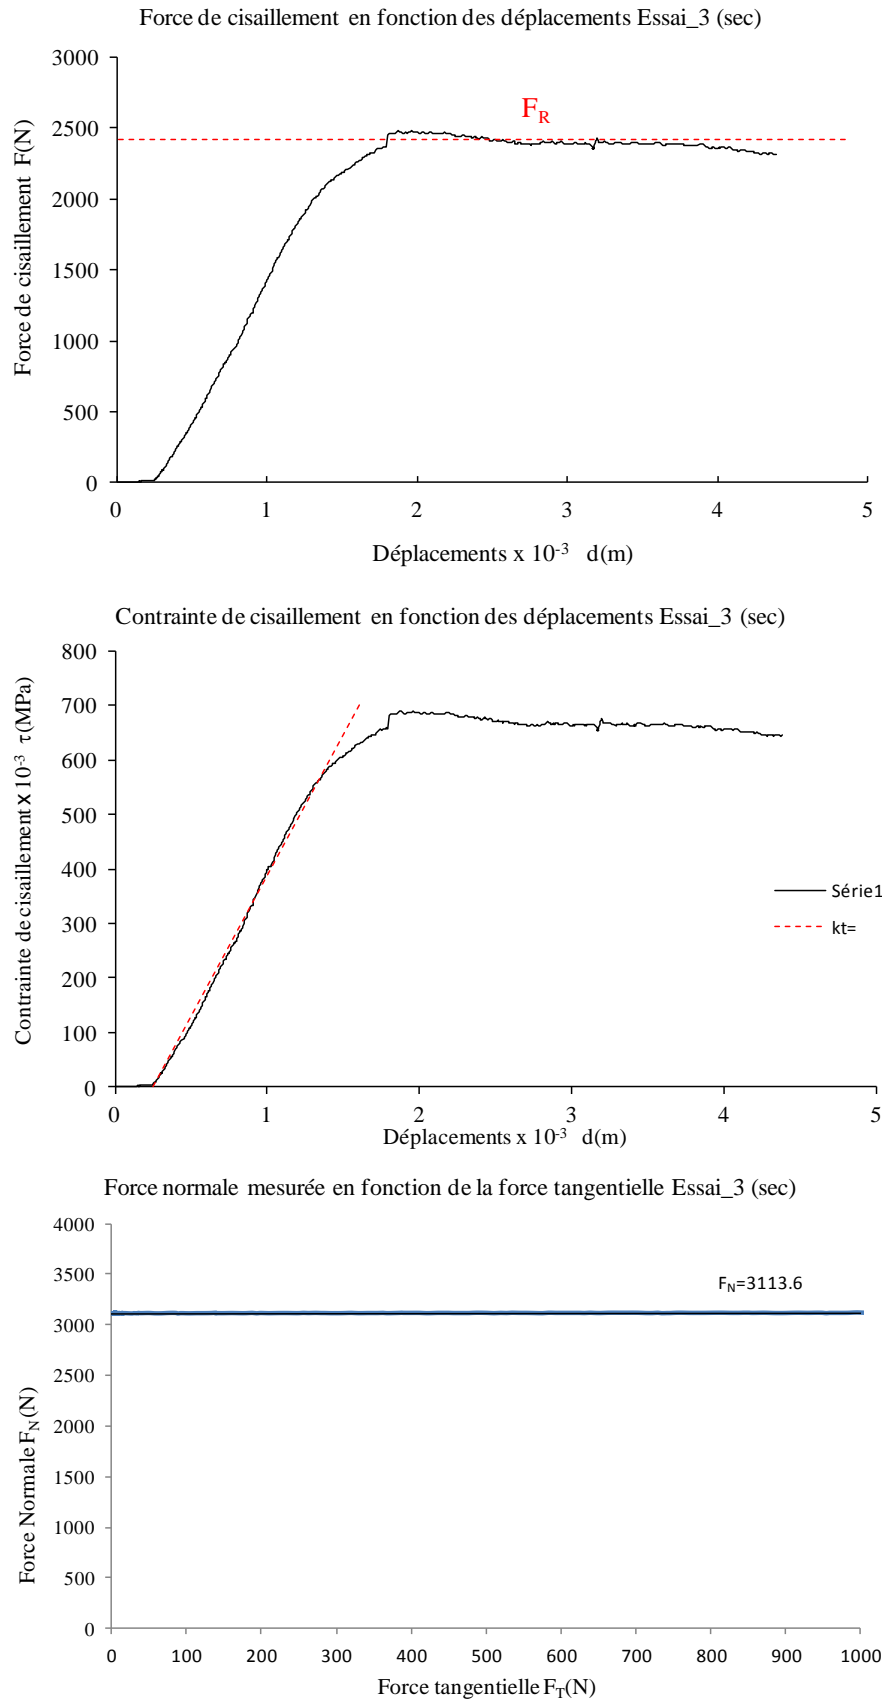 Force de cisaillement en fonction des déplacements Essai_3 (sec)
3000
2500
2000
1500
1000
500
0
Force de cisaillement F(N)
F_R
0 1 2 3 4 5
Déplacements x 10⁻³ d(m)
Contrainte de cisaillement en fonction des déplacements Essai_3 (sec)
800
700
600
500
400
300
200
100
0
Contrainte de cisaillement x 10⁻³ τ(MPa)
Série1
kt=
0 1 2 3 4 5
Déplacements x 10⁻³ d(m)
Force normale mesurée en fonction de la force tangentielle Essai_3 (sec)
4000
3500
3000
2500
2000
1500
1000
500
0
Force Normale F_N(N)
F_N=3113.6
0 100 200 300 400 500 600 700 800 900 1000
Force tangentielle F_T(N)